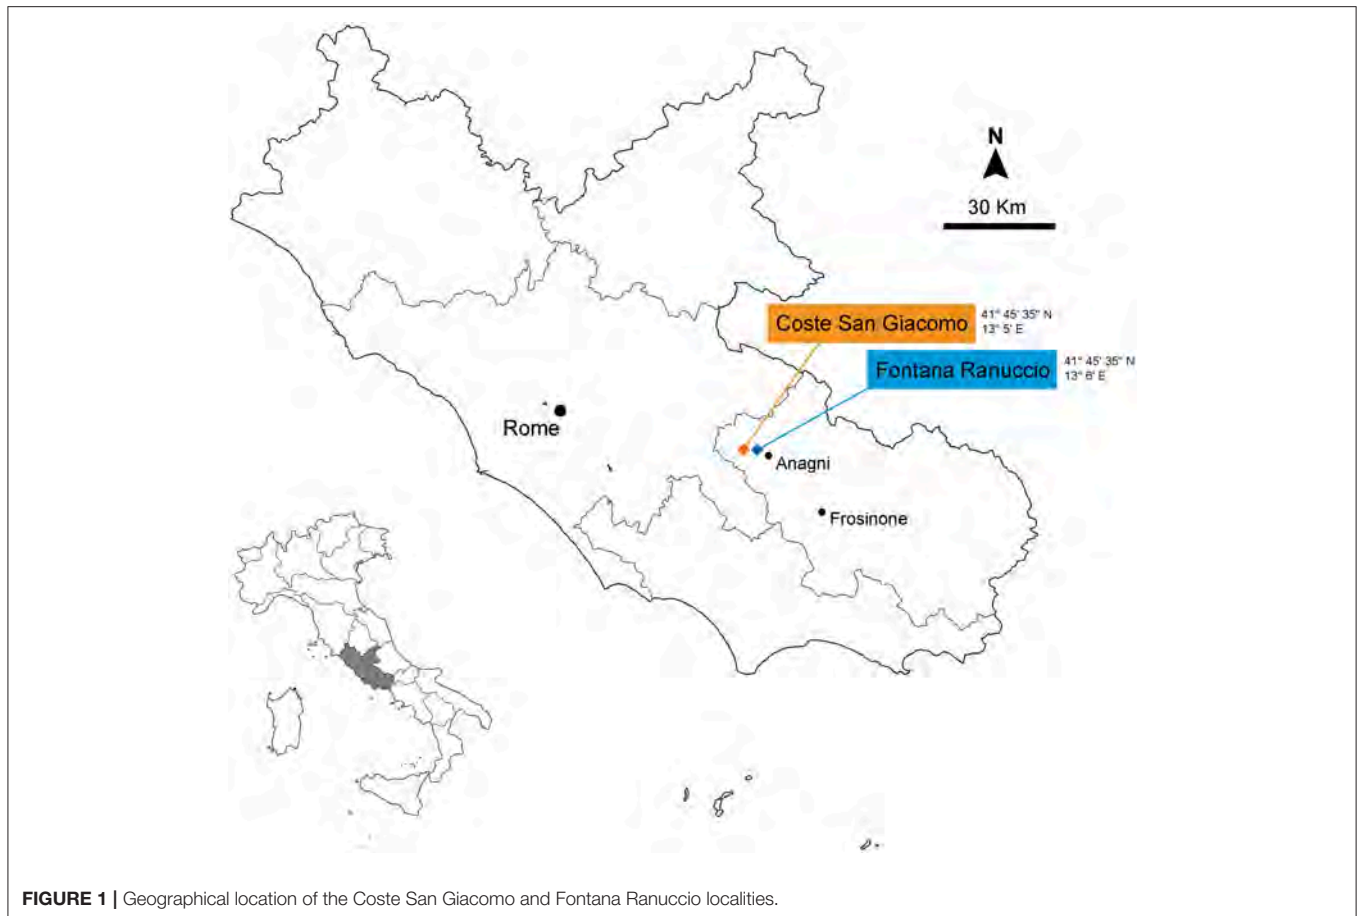 N
30 Km
Coste San Giacomo
41° 45' 35" N
13° 5' E
Fontana Ranuccio
41° 45' 35" N
13° 6' E
Rome
Anagni
Frosinone
FIGURE 1 | Geographical location of the Coste San Giacomo and Fontana Ranuccio localities.